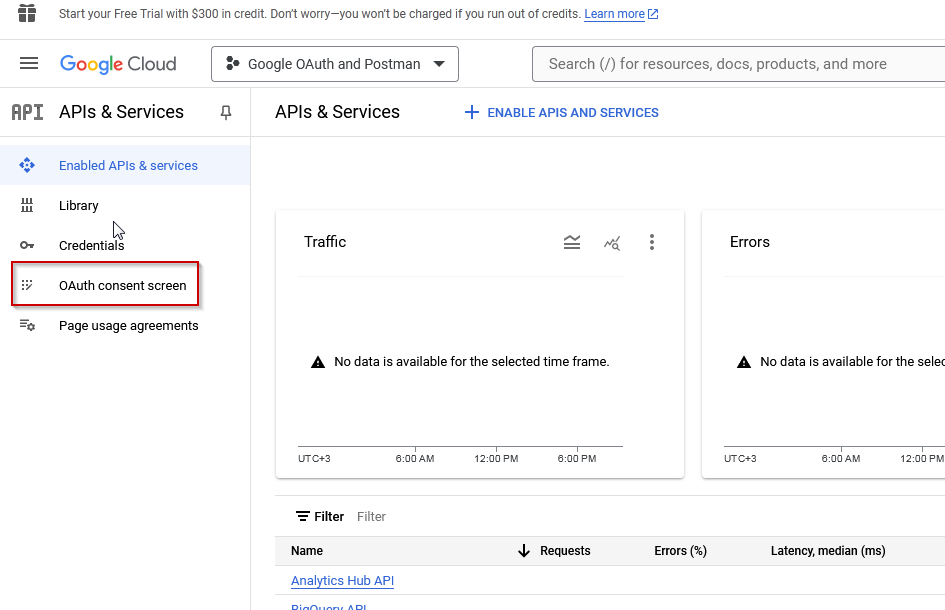 Start your Free Trial with $300 in credit. Don't worry—you won't be charged if you run out of credits. Learn more
Google Cloud
Google OAuth and Postman
Search (/) for resources, docs, products, and more
API
APIs & Services
APIs & Services
ENABLE APIS AND SERVICES
Enabled APIs & services
Library
Credentials
OAuth consent screen
Page usage agreements
Traffic
No data is available for the selected time frame.
UTC+3 6:00 AM 12:00 PM 6:00 PM
Errors
No data is available for the selec
UTC+3 6:00 AM 12:00 PM
Filter Filter
Name Requests Errors (%) Latency, median (ms)
Analytics Hub API
BigQuery API